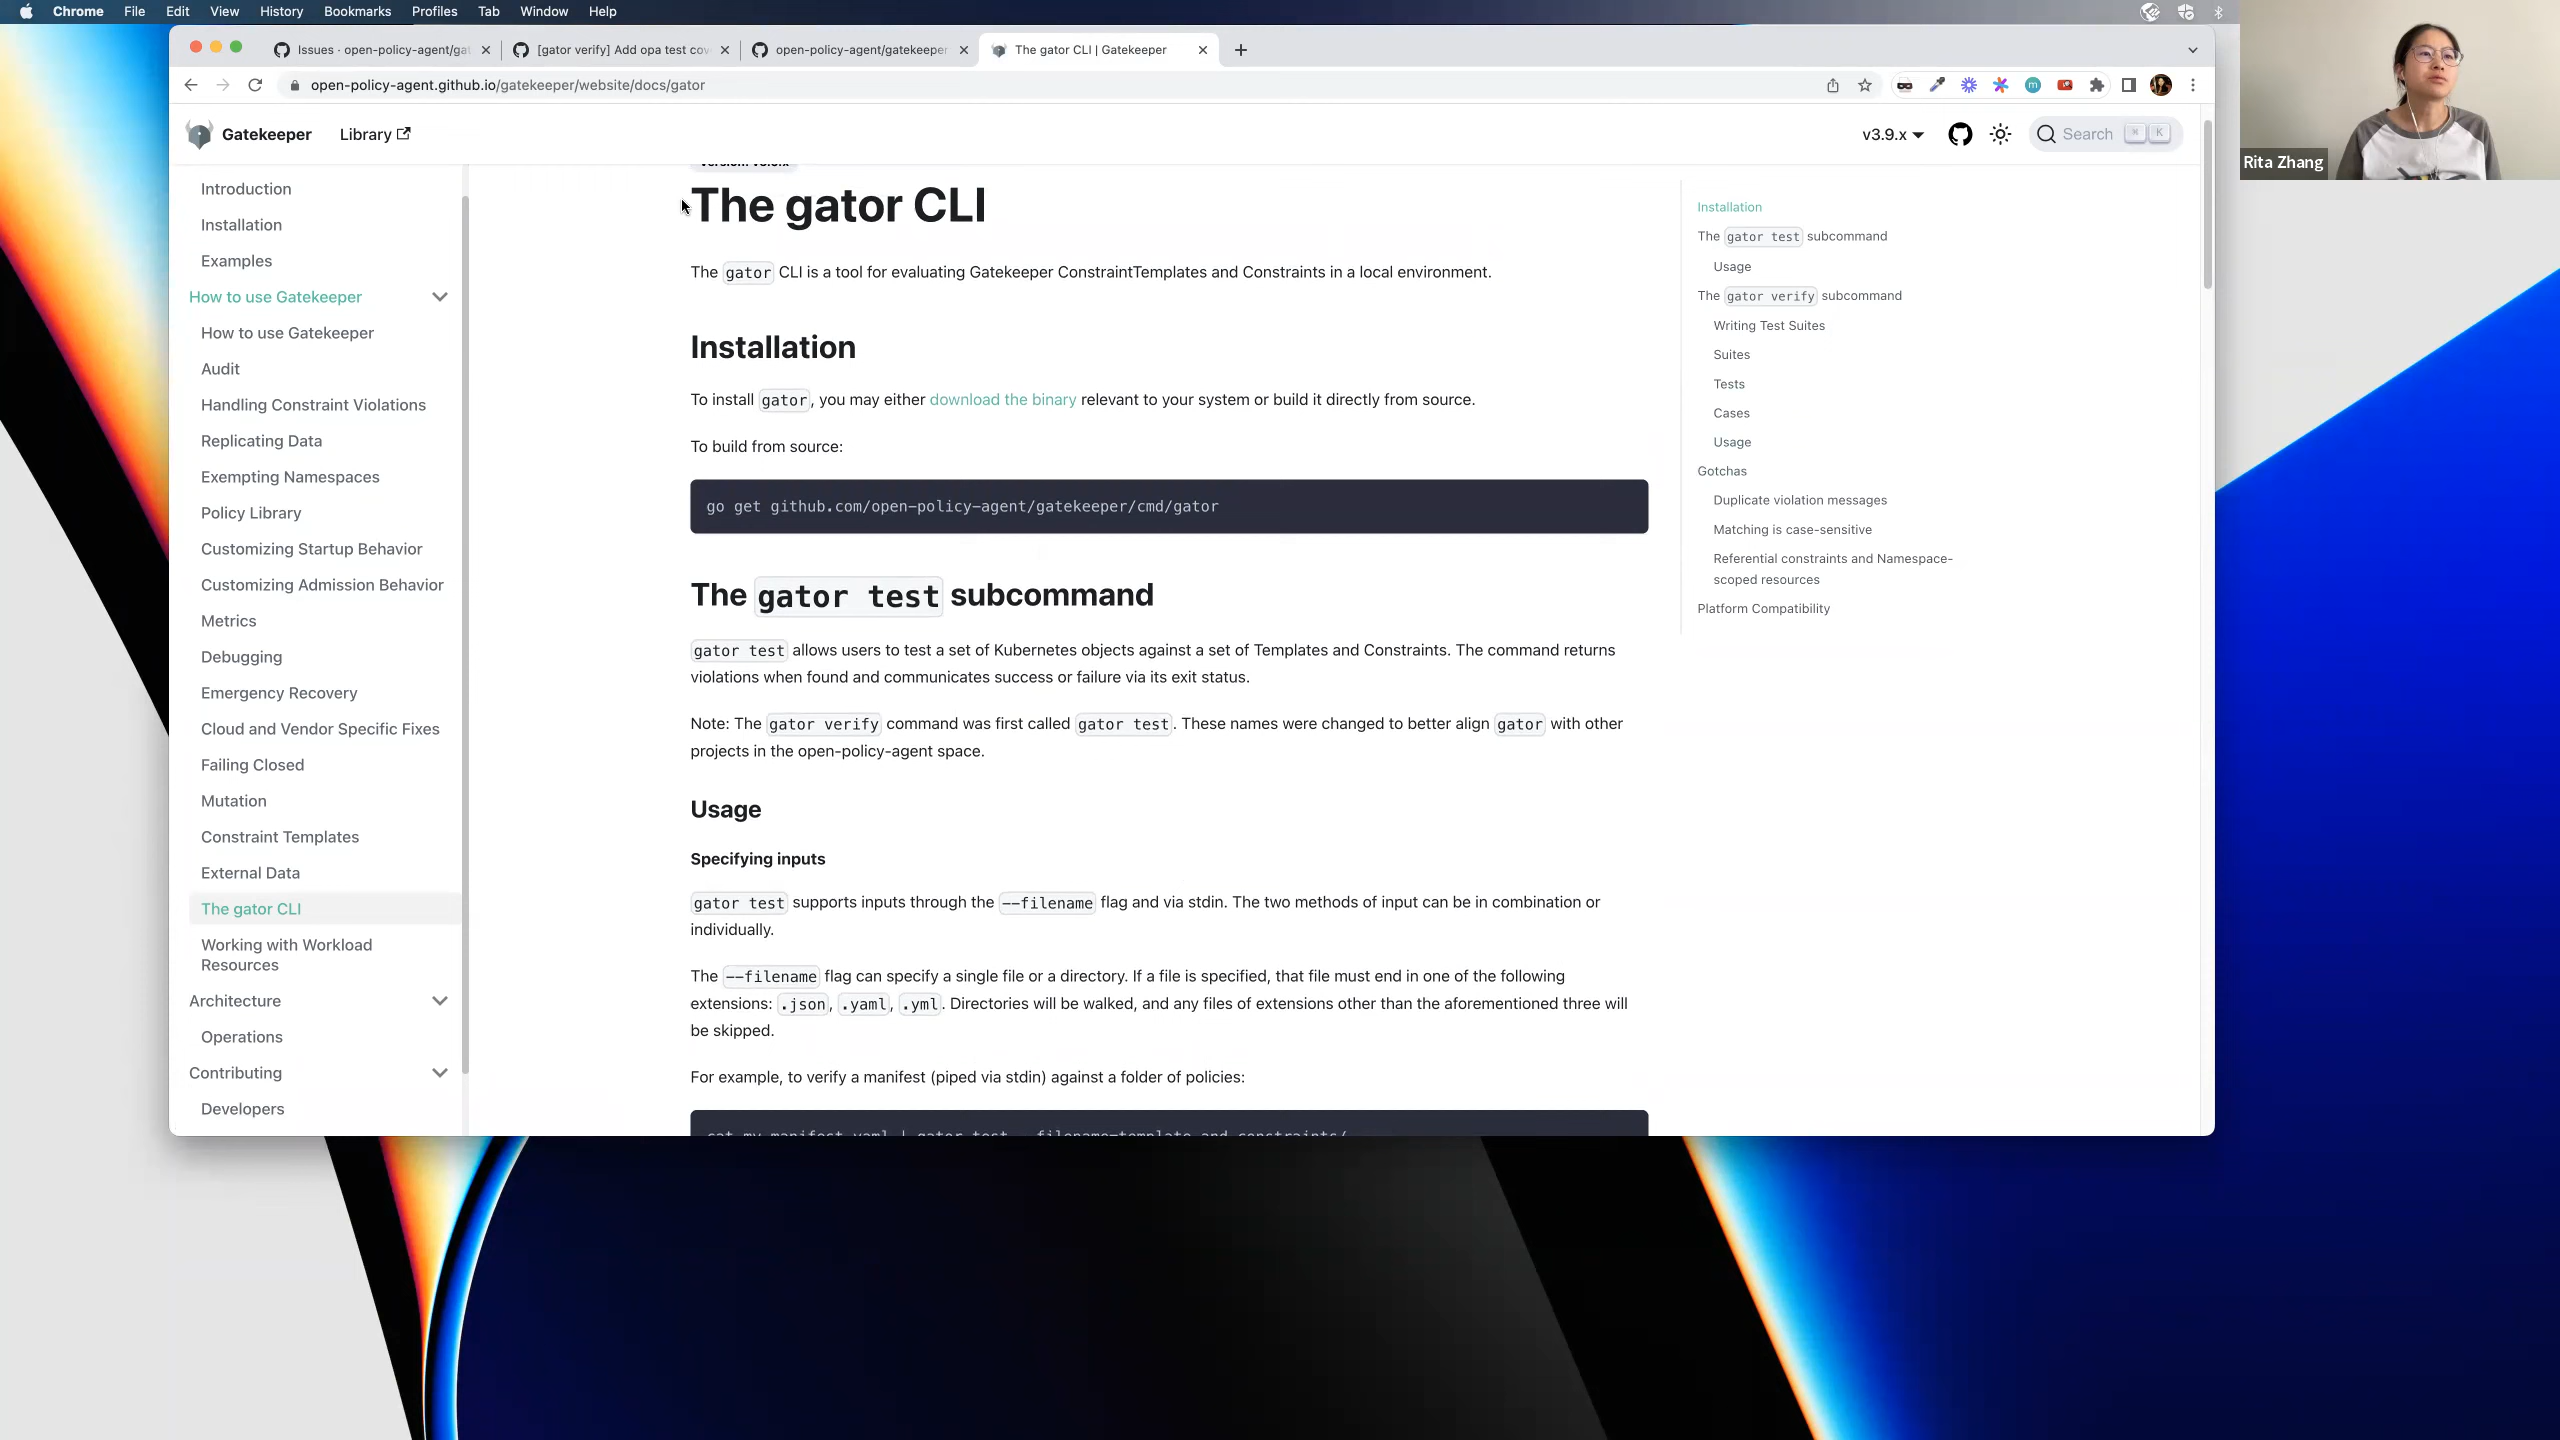 Chrome File Edit View History Bookmarks Profiles Tab Window Help
Issues · open-policy-agent/gat
[gator verify] Add opa test cov
open-policy-agent/gatekeeper
The gator CLI | Gatekeeper
open-policy-agent.github.io/gatekeeper/website/docs/gator
Rita Zhang
Gatekeeper Library v3.9.x Search ⌘ K
Introduction
Installation
Examples
How to use Gatekeeper
How to use Gatekeeper
Audit
Handling Constraint Violations
Replicating Data
Exempting Namespaces
Policy Library
Customizing Startup Behavior
Customizing Admission Behavior
Metrics
Debugging
Emergency Recovery
Cloud and Vendor Specific Fixes
Failing Closed
Mutation
Constraint Templates
External Data
The gator CLI
Working with Workload
Resources
Architecture
Operations
Contributing
Developers
The gator CLI
The gator CLI is a tool for evaluating Gatekeeper ConstraintTemplates and Constraints in a local environment.
Installation
To install gator, you may either download the binary relevant to your system or build it directly from source.
To build from source:
go get github.com/open-policy-agent/gatekeeper/cmd/gator
The gator test subcommand
gator test allows users to test a set of Kubernetes objects against a set of Templates and Constraints. The command returns
violations when found and communicates success or failure via its exit status.
Note: The gator verify command was first called gator test. These names were changed to better align gator with other
projects in the open-policy-agent space.
Usage
Specifying inputs
gator test supports inputs through the --filename flag and via stdin. The two methods of input can be in combination or
individually.
The --filename flag can specify a single file or a directory. If a file is specified, that file must end in one of the following
extensions: .json, .yaml, .yml. Directories will be walked, and any files of extensions other than the aforementioned three will
be skipped.
For example, to verify a manifest (piped via stdin) against a folder of policies:
Installation
The gator test subcommand
Usage
The gator verify subcommand
Writing Test Suites
Suites
Tests
Cases
Usage
Gotchas
Duplicate violation messages
Matching is case-sensitive
Referential constraints and Namespace-
scoped resources
Platform Compatibility